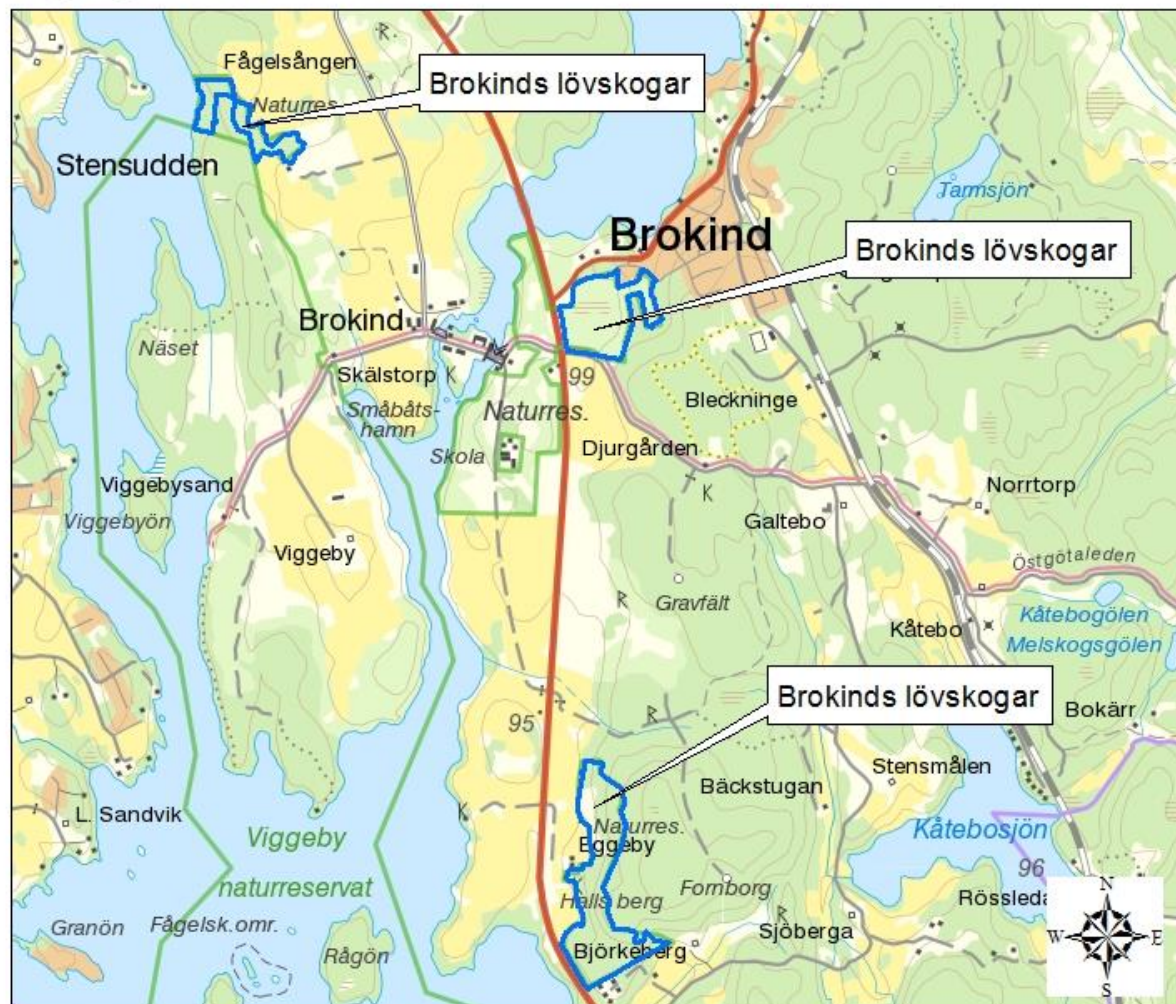 R.
Fågelsången
Brokinds lövskogar
Naturres.
Stensudden
Tarmsjön
Brokind
Brokinds lövskogar
Brokind
Näset
Skälstorp
K
99
Naturres.
Småbåts-
hamn
Bleckninge
Skola
Djurgården
Viggebysand
Viggebyön
K
Norrtorp
Galtebo
Viggeby
Östgötaleden
R
Gravfält
Kåtebogölen
Melskogsgölen
Kåtebo
Brokinds lövskogar
R
95
Bokärr
Stensmålen
Bäckstugan
K
L. Sandvik
Naturres.
Kåtebosjön
Viggeby
naturreservat
Eggeby
96
Fornborg
Halls berg
Rössleda
Granön
Fågelsk.omr.
R
Sjöberga
Rågön
Björkeberg
N
W
E
S